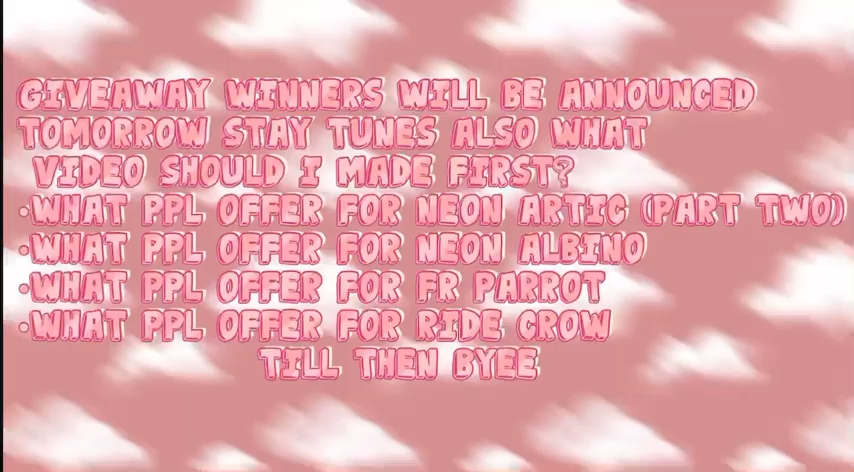 GIVEAWAY WINNERS WILL BE ANNOUNCED
TOMORROW STAY TUNES ALSO WHAT
VIDEO SHOULD I MADE FIRST?
•WHAT PPL OFFER FOR NEON ARTIC (PART TWO)
•WHAT PPL OFFER FOR NEON ALBINO
•WHAT PPL OFFER FOR FR PARROT
•WHAT PPL OFFER FOR RIDE CROW
TILL THEN BYEE